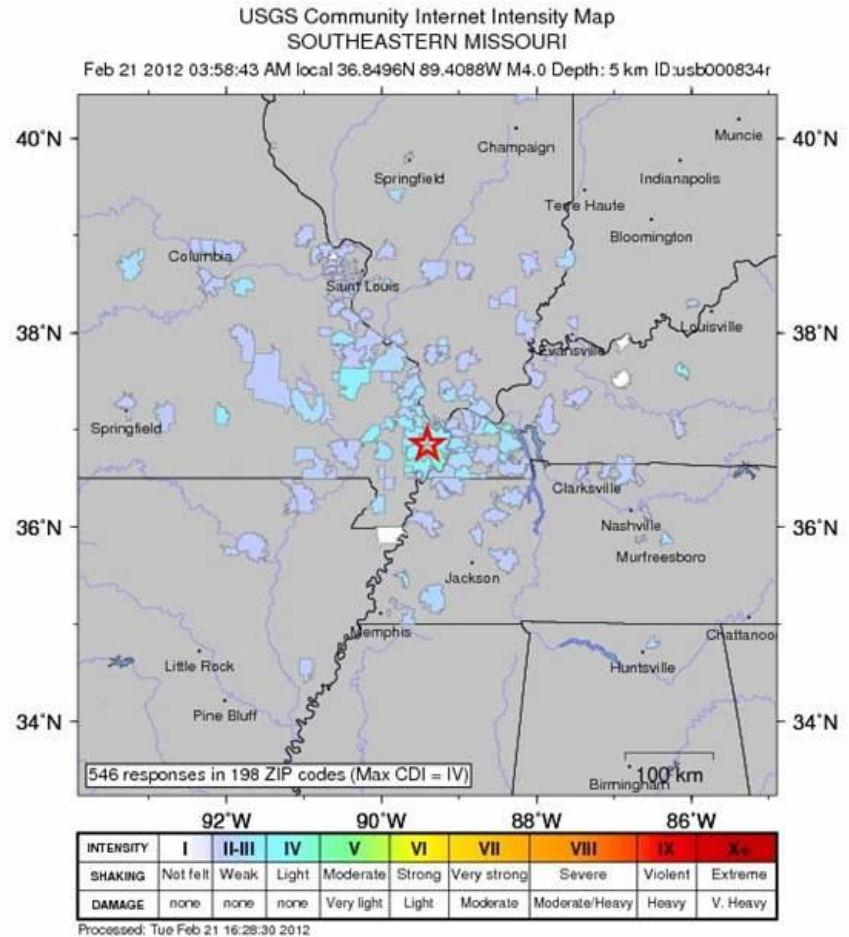 USGS Community Internet Intensity Map
SOUTHEASTERN MISSOURI
Feb 21 2012 03:58:43 AM local 36.8496N 89.4088W M4.0 Depth: 5 km ID:usb000834r
40°N
40°N
Muncie
Champaign
Springfield
Indianapolis
Terre Haute
Bloomington
Columbia
Saint Louis
38°N
38°N
Louisville
Evansville
Springfield
Clarksville
36°N
36°N
Nashville
Murfreesboro
Jackson
Memphis
Chattanoo
Little Rock
Huntsville
Pine Bluff
34°N
34°N
546 responses in 198 ZIP codes (Max CDI = IV)
100 km
Birmingham
92°W 90°W 88°W 86°W
INTENSITY I II-III IV V VI VII VIII IX X+
SHAKING Not felt Weak Light Moderate Strong Very strong Severe Violent Extreme
DAMAGE none none none Very light Light Moderate Moderate/Heavy Heavy V. Heavy
Processed: Tue Feb 21 16:28:30 2012